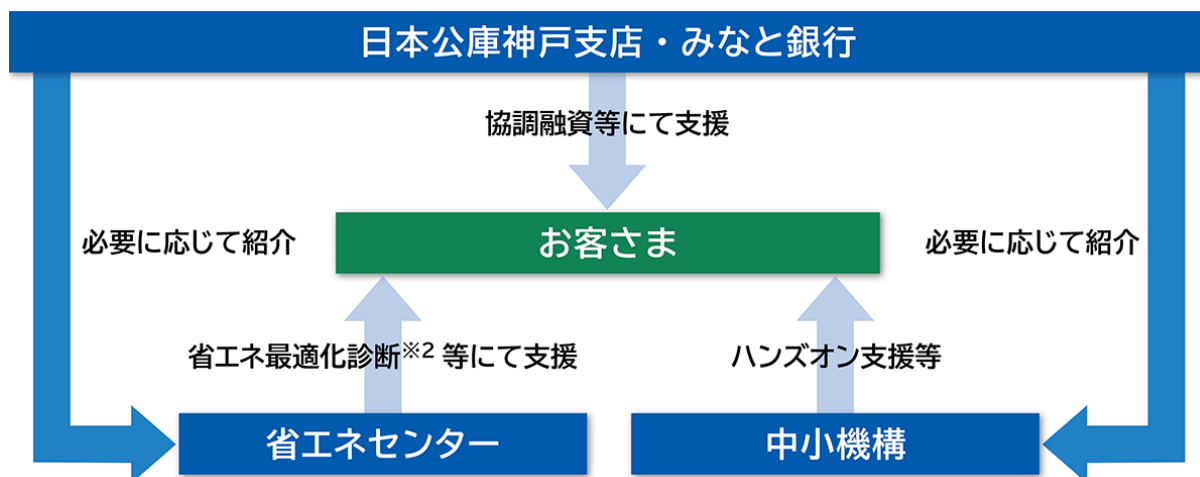 日本公庫神戸支店・みなと銀行
協調融資等にて支援
必要に応じて紹介
お客さま
必要に応じて紹介
省エネ最適化診断※2 等にて支援
ハンズオン支援等
省エネセンター
中小機構